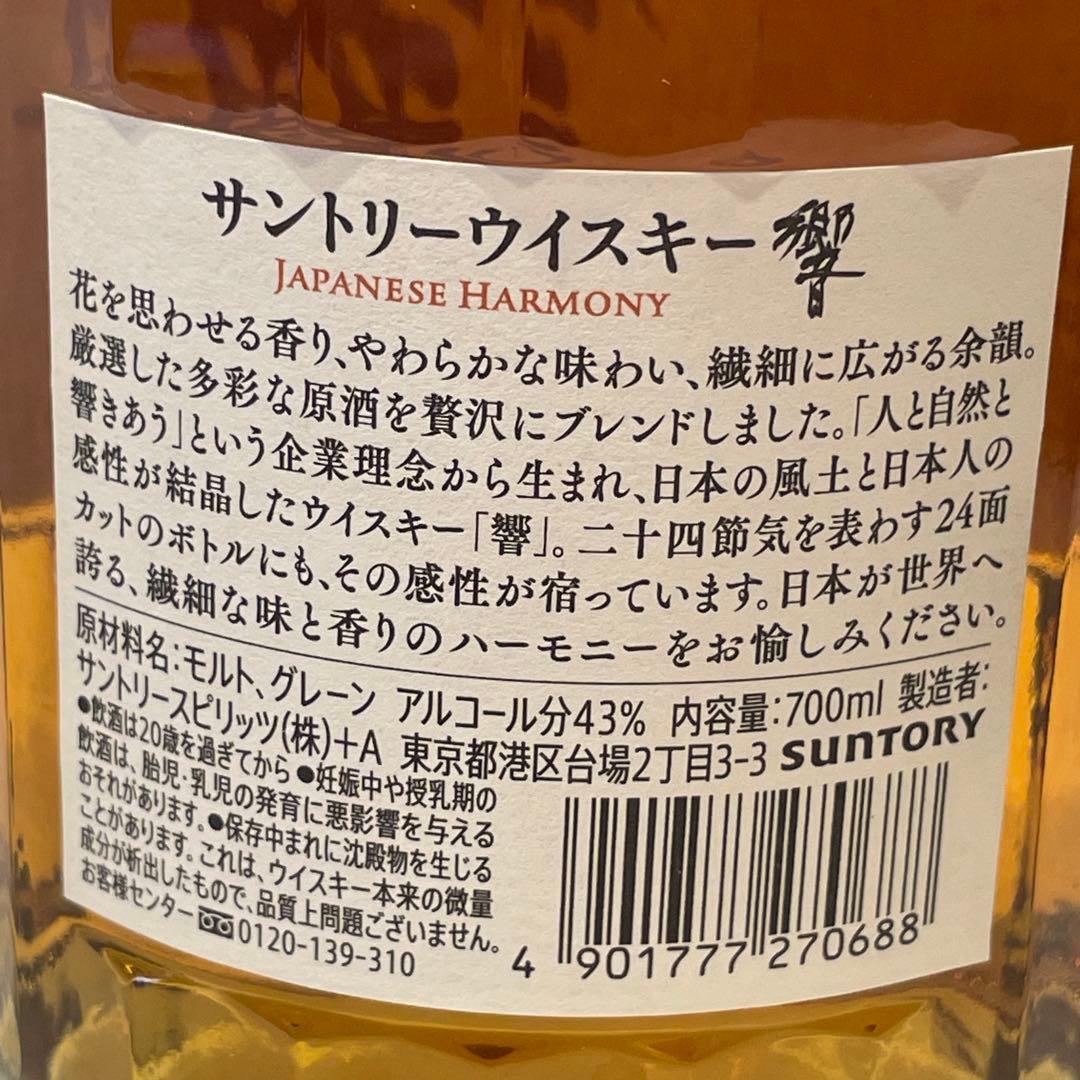 サントリーウイスキー 響
JAPANESE HARMONY
花を思わせる香り、やわらかな味わい、繊細に広がる余韻。
厳選した多彩な原酒を贅沢にブレンドしました。「人と自然と
響きあう」という企業理念から生まれ、日本の風土と日本人の
感性が結晶したウイスキー「響」。二十四節気を表わす24面
カットのボトルにも、その感性が宿っています。日本が世界へ
誇る、繊細な味と香りのハーモニーをお愉しみください。
原材料名:モルト、グレーン アルコール分43% 内容量:700ml 製造者:
サントリースピリッツ(株)+A 東京都港区台場2丁目3-3 SUNTORY
●飲酒は20歳を過ぎてから ●妊娠中や授乳期の
飲酒は、胎児・乳児の発育に悪影響を与える
おそれがあります。●保存中まれに沈殿物を生じる
ことがあります。これは、ウイスキー本来の微量
成分が析出したもので、品質上問題ございません。
お客様センター 0120-139-310
4 901777 270688